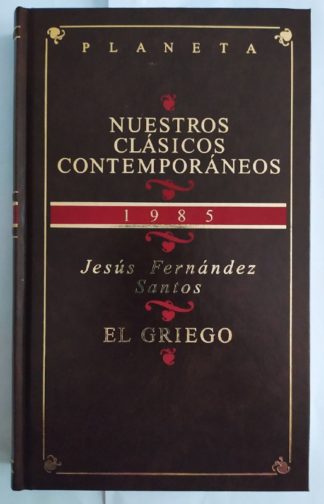 PLANETA
NUESTROS
CLÁSICOS
CONTEMPORÁNEOS
1985
Jesús Fernández
Santos
EL GRIEGO